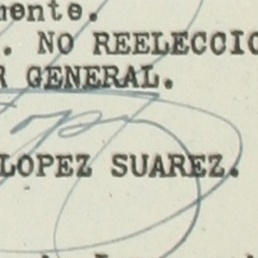 mente.
. NO REELECCIO
R GENERAL.
LOPEZ SUAREZ.